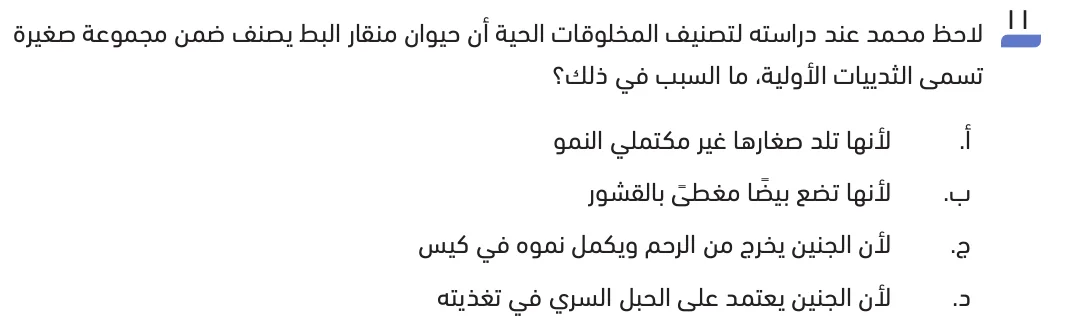 ١١
لاحظ محمد عند دراسته لتصنيف المخلوقات الحية أن حيوان منقار البط يصنف ضمن مجموعة صغيرة
تسمى الثدييات الأولية، ما السبب في ذلك؟
أ. لأنها تلد صغارها غير مكتملي النمو
ب. لأنها تضع بيضًا مغطىً بالقشور
ج. لأن الجنين يخرج من الرحم ويكمل نموه في كيس
د. لأن الجنين يعتمد على الحبل السري في تغذيته